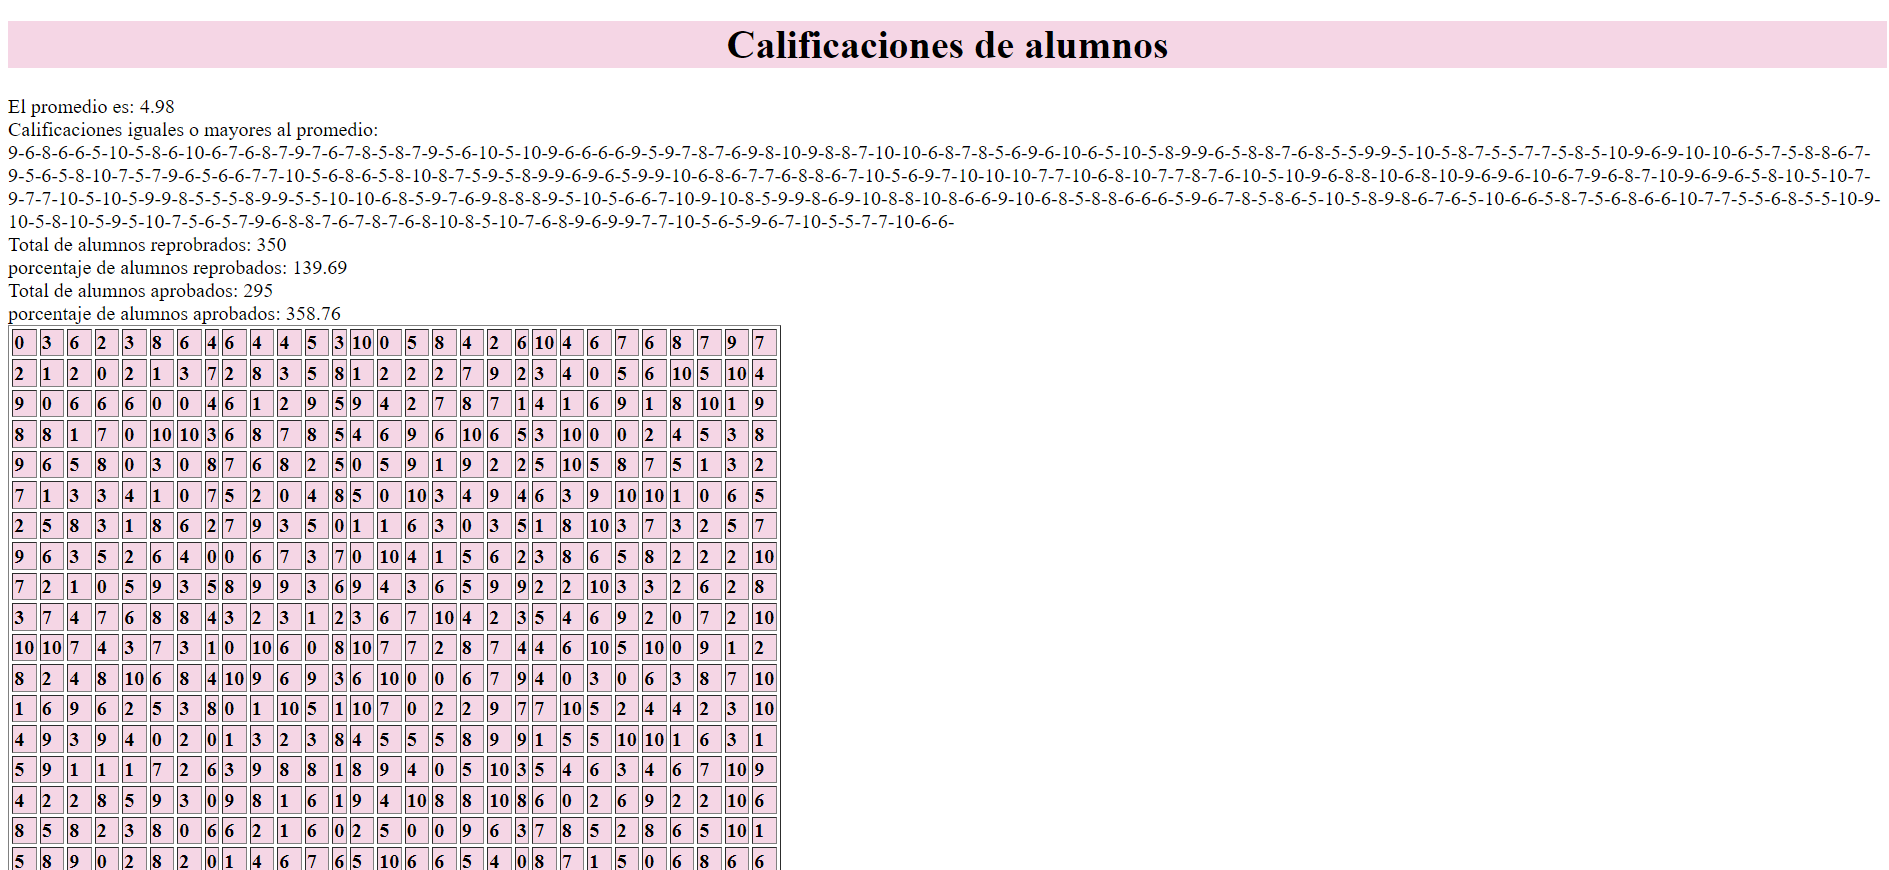 Calificaciones de alumnos
El promedio es: 4.98
Calificaciones iguales o mayores al promedio:
9-6-8-6-6-5-10-5-8-6-10-6-7-6-8-7-9-7-6-7-8-5-8-7-9-5-6-10-5-10-9-6-6-6-6-9-5-9-7-8-7-6-9-8-10-9-8-8-7-10-10-6-8-7-8-5-6-9-6-10-6-5-10-5-8-9-9-6-5-8-8-7-6-8-5-5-9-9-5-10-5-8-7-5-5-7-7-5-8-5-10-9-6-9-10-10-6-5-7-5-8-8-6-7-
9-5-6-5-8-10-7-5-7-9-6-5-6-6-7-7-10-5-6-8-6-5-8-10-8-7-5-9-5-8-9-9-6-9-6-5-9-9-10-6-8-6-7-7-6-8-8-6-7-10-5-6-9-7-10-10-10-7-7-10-6-8-10-7-7-8-7-6-10-5-10-9-6-8-8-10-6-8-10-9-6-9-6-10-6-7-9-6-8-7-10-9-6-9-6-5-8-10-5-10-7-
9-7-7-10-5-10-5-9-9-8-5-5-5-8-9-9-5-5-10-10-6-8-5-9-7-6-9-8-8-8-9-5-10-5-6-6-7-10-9-10-8-5-9-9-8-6-9-10-8-8-10-8-6-6-9-10-6-8-5-8-8-6-6-6-5-9-6-7-8-5-8-6-5-10-5-8-9-8-6-7-6-5-10-6-6-5-8-7-5-6-8-6-6-10-7-7-5-5-6-8-5-5-10-9-
10-5-8-10-5-9-5-10-7-5-6-5-7-9-6-8-8-7-6-7-8-7-6-8-10-8-5-10-7-6-8-9-6-9-9-7-7-10-5-6-5-9-6-7-10-5-5-7-7-10-6-6-
Total de alumnos reprobrados: 350
porcentaje de alumnos reprobados: 139.69
Total de alumnos aprobados: 295
porcentaje de alumnos aprobados: 358.76
0 3 6 2 3 8 6 4 6 4 4 5 3 10 0 5 8 4 2 6 10 4 6 7 6 8 7 9 7
2 1 2 0 2 1 3 7 2 8 3 5 8 1 2 2 2 7 9 2 3 4 0 5 6 10 5 10 4
9 0 6 6 6 0 0 4 6 1 2 9 5 9 4 2 7 8 7 1 4 1 6 9 1 8 10 1 9
8 8 1 7 0 10 10 3 6 8 7 8 5 4 6 9 6 10 6 5 3 10 0 0 2 4 5 3 8
9 6 5 8 0 3 0 8 7 6 8 2 5 0 5 9 1 9 2 2 5 10 5 8 7 5 1 3 2
7 1 3 3 4 1 0 7 5 2 0 4 8 5 0 10 3 4 9 4 6 3 9 10 10 1 0 6 5
2 5 8 3 1 8 6 2 7 9 3 5 0 1 1 6 3 0 3 5 1 8 10 3 7 3 2 5 7
9 6 3 5 2 6 4 0 0 6 7 3 7 0 10 4 1 5 6 2 3 8 6 5 8 2 2 2 10
7 2 1 0 5 9 3 5 8 9 9 3 6 9 4 3 6 5 9 9 2 2 10 3 3 2 6 2 8
3 7 4 7 6 8 8 4 3 2 3 1 2 3 6 7 10 4 2 3 5 4 6 9 2 0 7 2 10
10 10 7 4 3 7 3 1 0 10 6 0 8 10 7 7 2 8 7 4 4 6 10 5 10 0 9 1 2
8 2 4 8 10 6 8 4 10 9 6 9 3 6 10 0 0 6 7 9 4 0 3 0 6 3 8 7 10
1 6 9 6 2 5 3 8 0 1 10 5 1 10 7 0 2 2 9 7 7 10 5 2 4 4 2 3 10
4 9 3 9 4 0 2 0 1 3 2 3 8 4 5 5 5 8 9 9 1 5 5 10 10 1 6 3 1
5 9 1 1 1 7 2 6 3 9 8 8 1 8 9 4 0 5 10 3 5 4 6 3 4 6 7 10 9
4 2 2 8 5 9 3 0 9 8 1 6 1 9 4 10 8 8 10 8 6 0 2 6 9 2 2 10 6
8 5 8 2 3 8 0 6 6 2 1 6 0 2 5 0 0 9 6 3 7 8 5 2 8 6 5 10 1
5 8 9 0 2 8 2 0 1 4 6 7 6 5 10 6 6 5 4 0 8 7 1 5 0 6 8 6 6